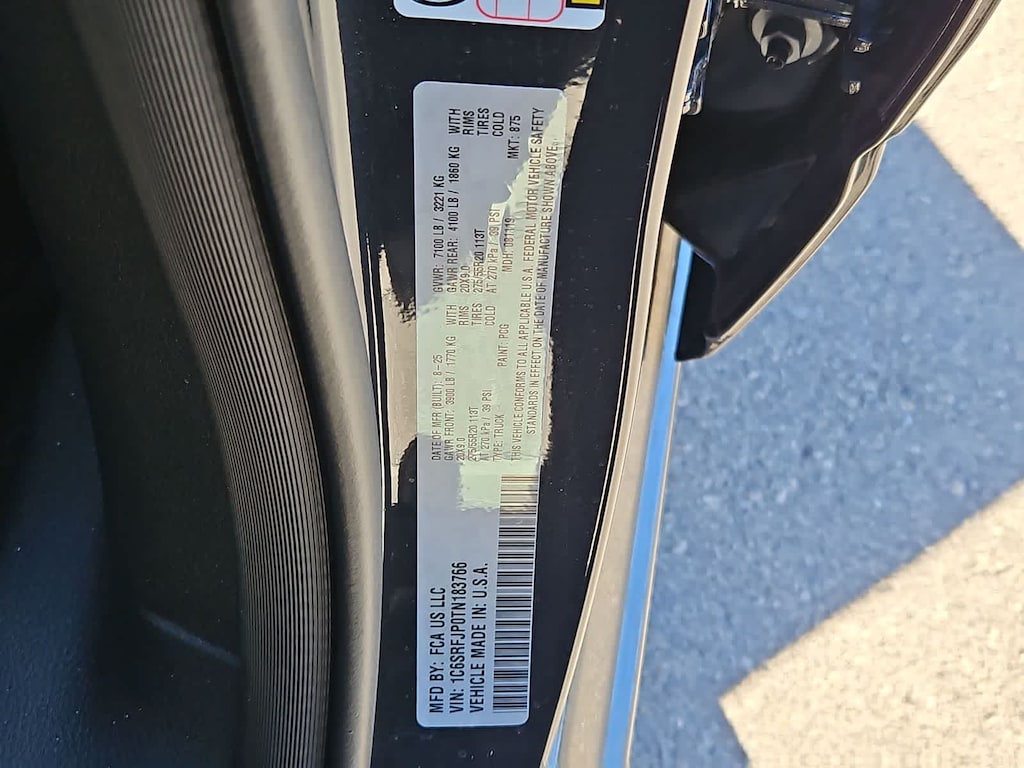 MFD BY: FCA US LLC
VIN: 1C6SRFJP0TN183766
VEHICLE MADE IN: U.S.A.
DATE OF MFR (BUILT): 8-25 GVWR: 7100 LB / 3221 KG
GAWR FRONT: 3900 LB / 1770 KG WITH GAWR REAR: 4100 LB / 1860 KG WITH
20X9.0 RIMS 20X9.0 RIMS
275/55R20 113T TIRES 275/55R20 113T TIRES
AT 270 kPa / 39 PSI COLD AT 270 kPa / 39 PSI COLD
TYPE: TRUCK PAINT: PCG MDH: 081119 MKT: 875
THIS VEHICLE CONFORMS TO ALL APPLICABLE U.S.A. FEDERAL MOTOR VEHICLE SAFETY
STANDARDS IN EFFECT ON THE DATE OF MANUFACTURE SHOWN ABOVE.